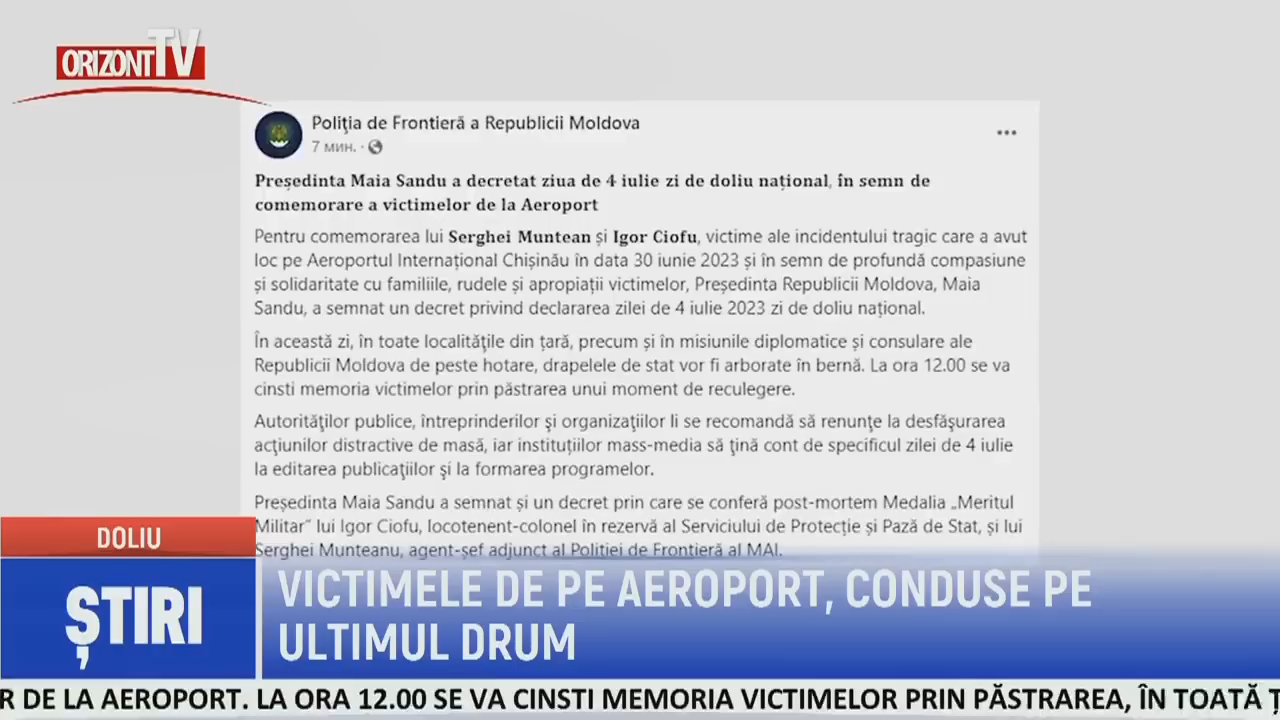 ORIZONT TV
Poliţia de Frontieră a Republicii Moldova
7 мин. ·
Președinta Maia Sandu a decretat ziua de 4 iulie zi de doliu național, în semn de
comemorare a victimelor de la Aeroport
Pentru comemorarea lui Serghei Muntean și Igor Ciofu, victime ale incidentului tragic care a avut
loc pe Aeroportul Internațional Chișinău în data 30 iunie 2023 și în semn de profundă compasiune
și solidaritate cu familiile, rudele și apropiații victimelor, Președinta Republicii Moldova, Maia
Sandu, a semnat un decret privind declararea zilei de 4 iulie 2023 zi de doliu național.
În această zi, în toate localităţile din țară, precum și în misiunile diplomatice și consulare ale
Republicii Moldova de peste hotare, drapelele de stat vor fi arborate în bernă. La ora 12.00 se va
cinsti memoria victimelor prin păstrarea unui moment de reculegere.
Autorităţilor publice, întreprinderilor şi organizaţiilor li se recomandă să renunţe la desfăşurarea
acţiunilor distractive de masă, iar instituțiilor mass-media să ţină cont de specificul zilei de 4 iulie
la editarea publicaţiilor şi la formarea programelor.
Președinta Maia Sandu a semnat și un decret prin care se conferă post-mortem Medalia „Meritul
Militar” lui Igor Ciofu, locotenent-colonel în rezervă al Serviciului de Protecție și Pază de Stat, și lui
Serghei Munteanu, agent-șef adjunct al Poliției de Frontieră al MAI.
DOLIU
ȘTIRI
VICTIMELE DE PE AEROPORT, CONDUSE PE
ULTIMUL DRUM
R DE LA AEROPORT. LA ORA 12.00 SE VA CINSTI MEMORIA VICTIMELOR PRIN PĂSTRAREA, ÎN TOATĂ Ț